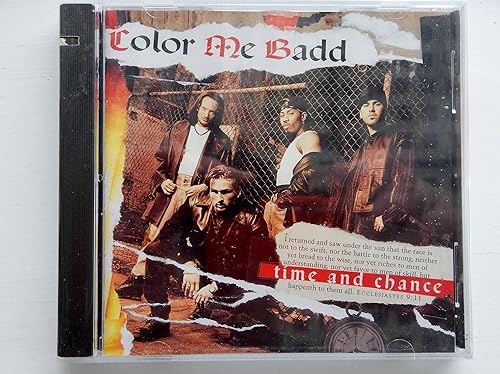 Color Me Badd
I returned and saw under the sun that the race is
not to the swift, nor the battle to the strong, neither
yet bread to the wise, nor yet riches to men of
understanding, nor yet favor to men of skill, but
time and chance
happenth to them all. ECCLESIASTES 9:11